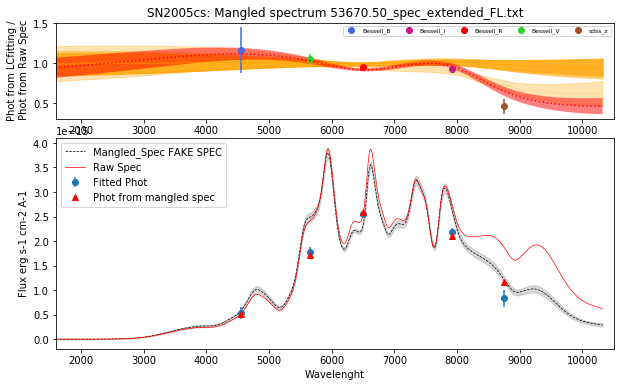 SN2005cs: Mangled spectrum 53670.50_spec_extended_FL.txt
Phot from LCfitting /
Phot from Raw Spec
1.5
1.0
0.5
Bessell_B Bessell_I Bessell_R Bessell_V sdss_z
2000 3000 4000 5000 6000 7000 8000 9000 10000
Flux erg s-1 cm-2 A-1
4.0
3.5
3.0
2.5
2.0
1.5
1.0
0.5
0.0
Mangled_Spec FAKE SPEC
Raw Spec
Fitted Phot
Phot from mangled spec
2000 3000 4000 5000 6000 7000 8000 9000 10000
Wavelenght